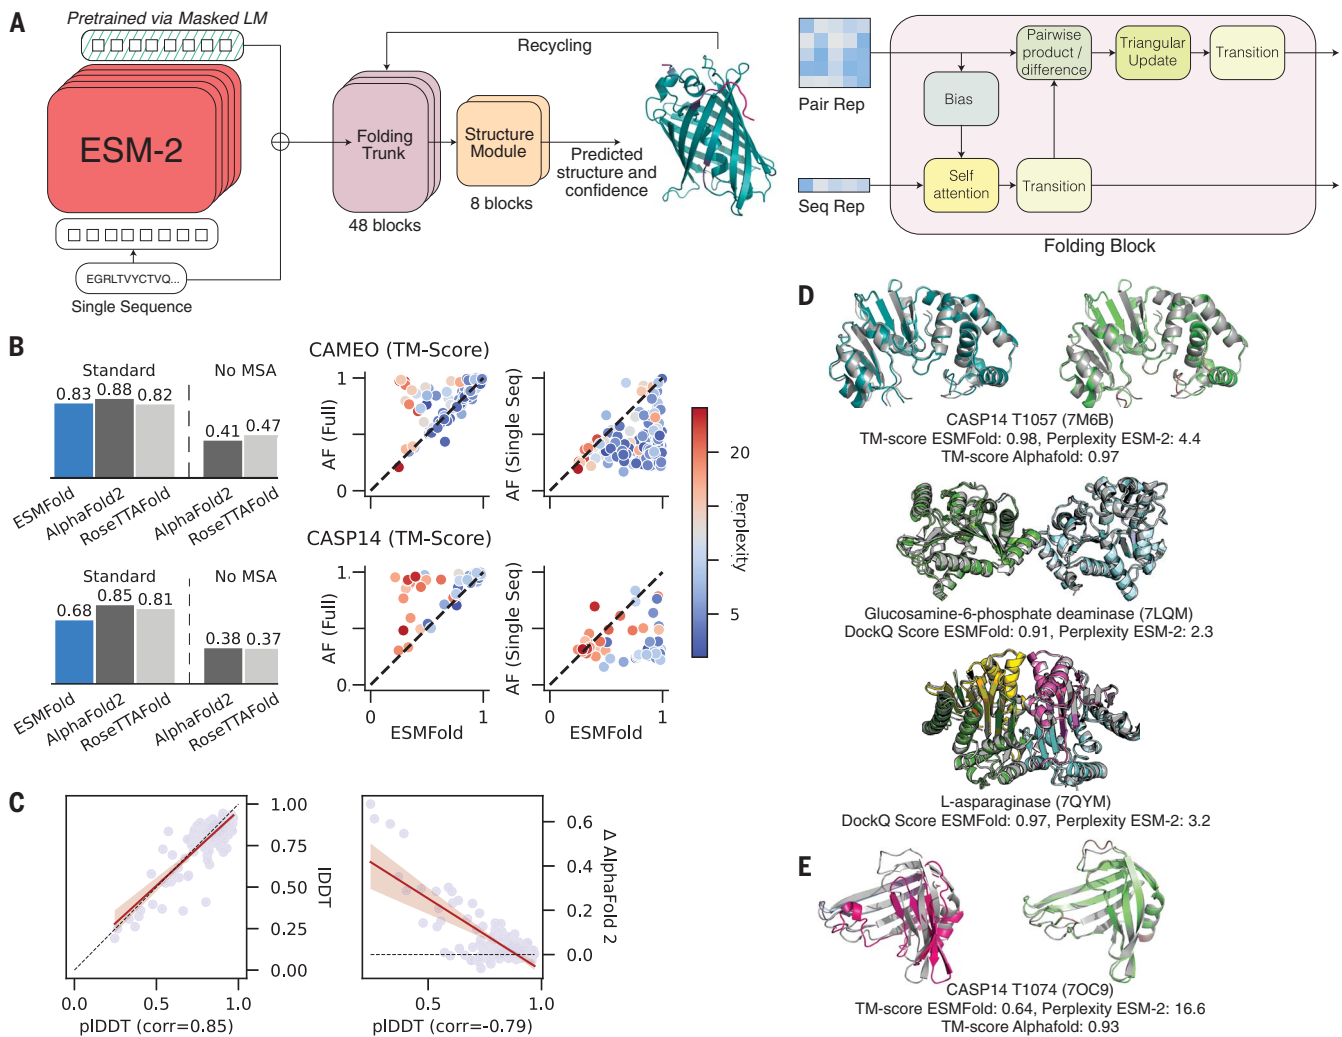 A
Pretrained via Masked LM
ESM-2
EGRLTVYCTVQ...
Single Sequence
Recycling
Folding
Trunk
48 blocks
Structure
Module
8 blocks
Predicted
structure and
confidence
Pair Rep
Seq Rep
Bias
Self
attention
Pairwise
product /
difference
Transition
Triangular
Update
Transition
Folding Block
B
Standard
No MSA
0.83
0.88
0.82
0.41
0.47
ESMFold
AlphaFold2
RoseTTAFold
AlphaFold2
RoseTTAFold
Standard
No MSA
0.68
0.85
0.81
0.38
0.37
ESMFold
AlphaFold2
RoseTTAFold
AlphaFold2
RoseTTAFold
CAMEO (TM-Score)
AF (Full)
1
0
AF (Single Seq)
1
0
CASP14 (TM-Score)
AF (Full)
1.
0.
0
1
ESMFold
AF (Single Seq)
1.
0.
0
1
ESMFold
20
Perplexity
5
C
1.00
0.75
0.50
0.25
0.00
lDDT
0.0
0.5
1.0
plDDT (corr=0.85)
0.6
0.4
0.2
0.0
Δ AlphaFold 2
0.5
1.0
plDDT (corr=-0.79)
D
CASP14 T1057 (7M6B)
TM-score ESMFold: 0.98, Perplexity ESM-2: 4.4
TM-score Alphafold: 0.97
Glucosamine-6-phosphate deaminase (7LQM)
DockQ Score ESMFold: 0.91, Perplexity ESM-2: 2.3
L-asparaginase (7QYM)
DockQ Score ESMFold: 0.97, Perplexity ESM-2: 3.2
E
CASP14 T1074 (7OC9)
TM-score ESMFold: 0.64, Perplexity ESM-2: 16.6
TM-score Alphafold: 0.93